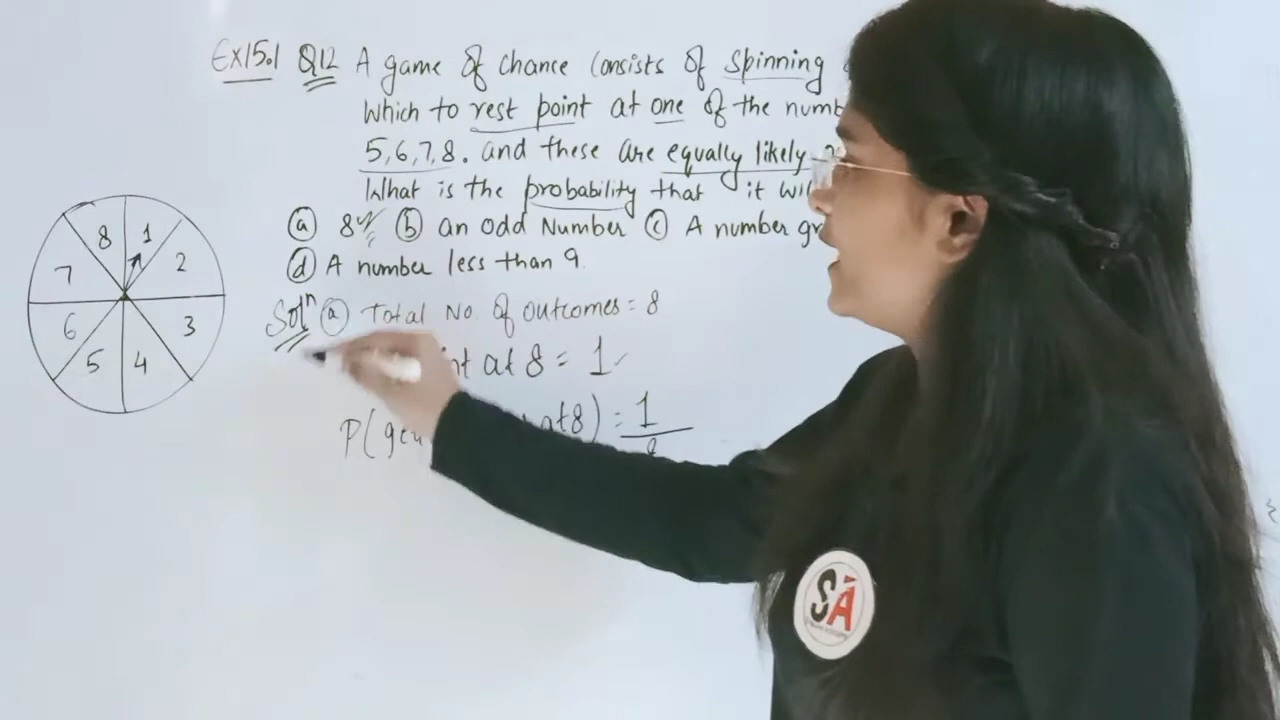 Ex15.1 Q12 A game of chance consists of spinning
which to rest point at one of the numb
5,6,7,8. and these are equally likely
What is the probability that it wil
(a) 8 (b) an odd Number (c) A number gr
(d) A number less than 9.
Solⁿ (a) Total No. of outcomes = 8
at 8 = 1
P( at 8) = 1/8
8 1
7 2
6 3
5 4
SA